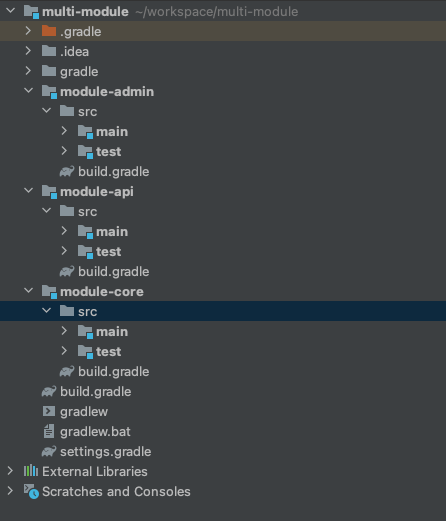 multi-module ~/workspace/multi-module
.gradle
.idea
gradle
module-admin
src
main
test
build.gradle
module-api
src
main
test
build.gradle
module-core
src
main
test
build.gradle
build.gradle
gradlew
gradlew.bat
settings.gradle
External Libraries
Scratches and Consoles